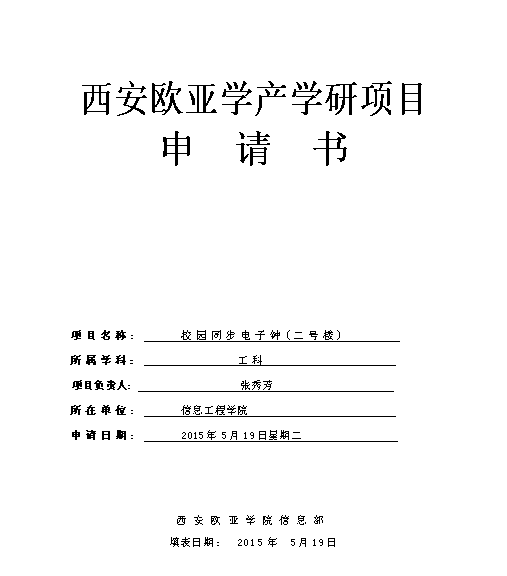 西安欧亚学产学研项目
申 请 书
项目名称： 校园同步电子钟（二号楼）
所属学科： 工科
项目负责人： 张秀芳
所在单位： 信息工程学院
申请日期： 2015年5月19日星期二
西安欧亚学院信息部
填表日期： 2015年 5月19日